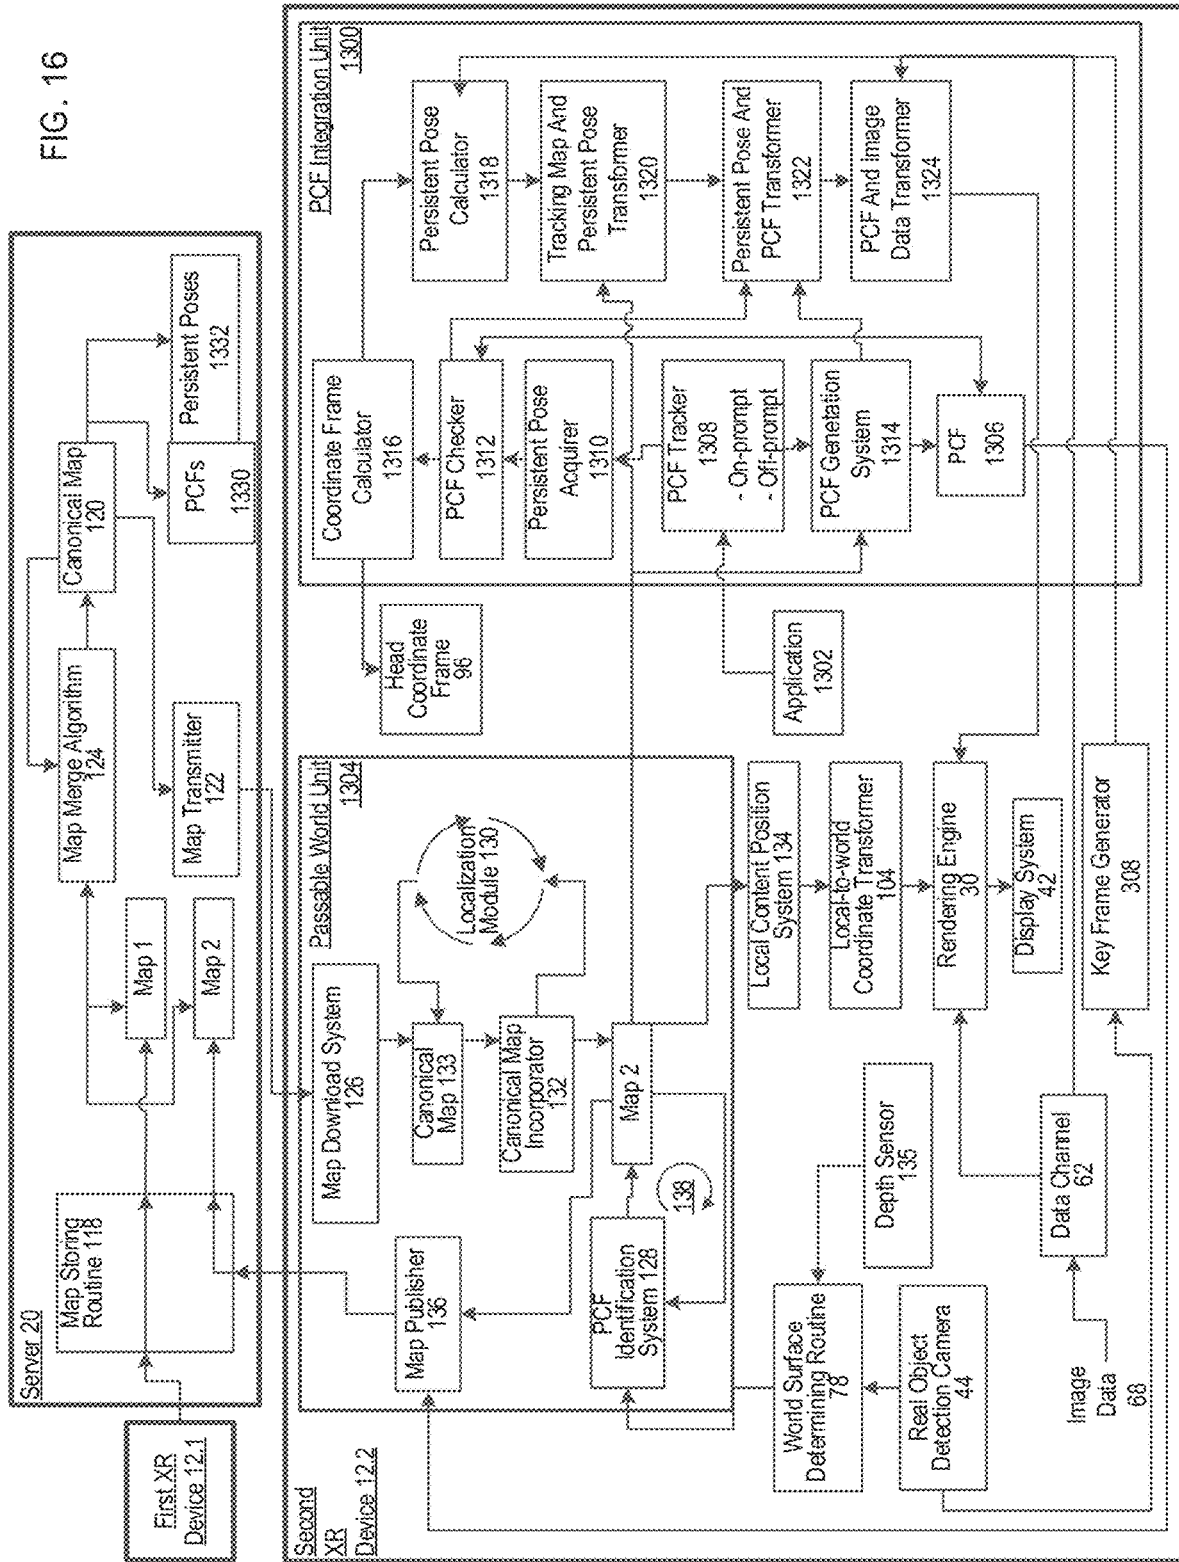 FIG. 16
Server 20
First XR
Device 12.1
Map Storing
Routine 118
Map 1
Map 2
Map Merge Algorithm
124
Map Transmitter
122
Canonical Map
120
PCFs
1330
Persistent Poses
1332
Second
XR
Device 12.2
Passable World Unit
1304
Map Download System
126
Canonical
Map 133
Localization
Module 130
Canonical Map
Incorporator
132
Map 2
Map Publisher
136
PCF
Identification
System 128
138
World Surface
Determining Routine
78
Depth Sensor
135
Real Object
Detection Camera
44
Image
Data
68
Data Channel
62
Local Content Position
System 134
Local-to-world
Coordinate Transformer
104
Rendering Engine
30
Display System
42
Key Frame Generator
308
Head
Coordinate
Frame
96
Application
1302
PCF Integration Unit
1300
Coordinate Frame
Calculator
1316
PCF Checker
1312
Persistent Pose
Acquirer
1310
PCF Tracker
1308
- On-prompt
- Off-prompt
PCF Genetation
System
1314
PCF
1306
Persistent Pose
Calculator
1318
Tracking Map And
Persistent Pose
Transformer
1320
Persistent Pose And
PCF Transformer
1322
PCF And Image
Data Transformer
1324